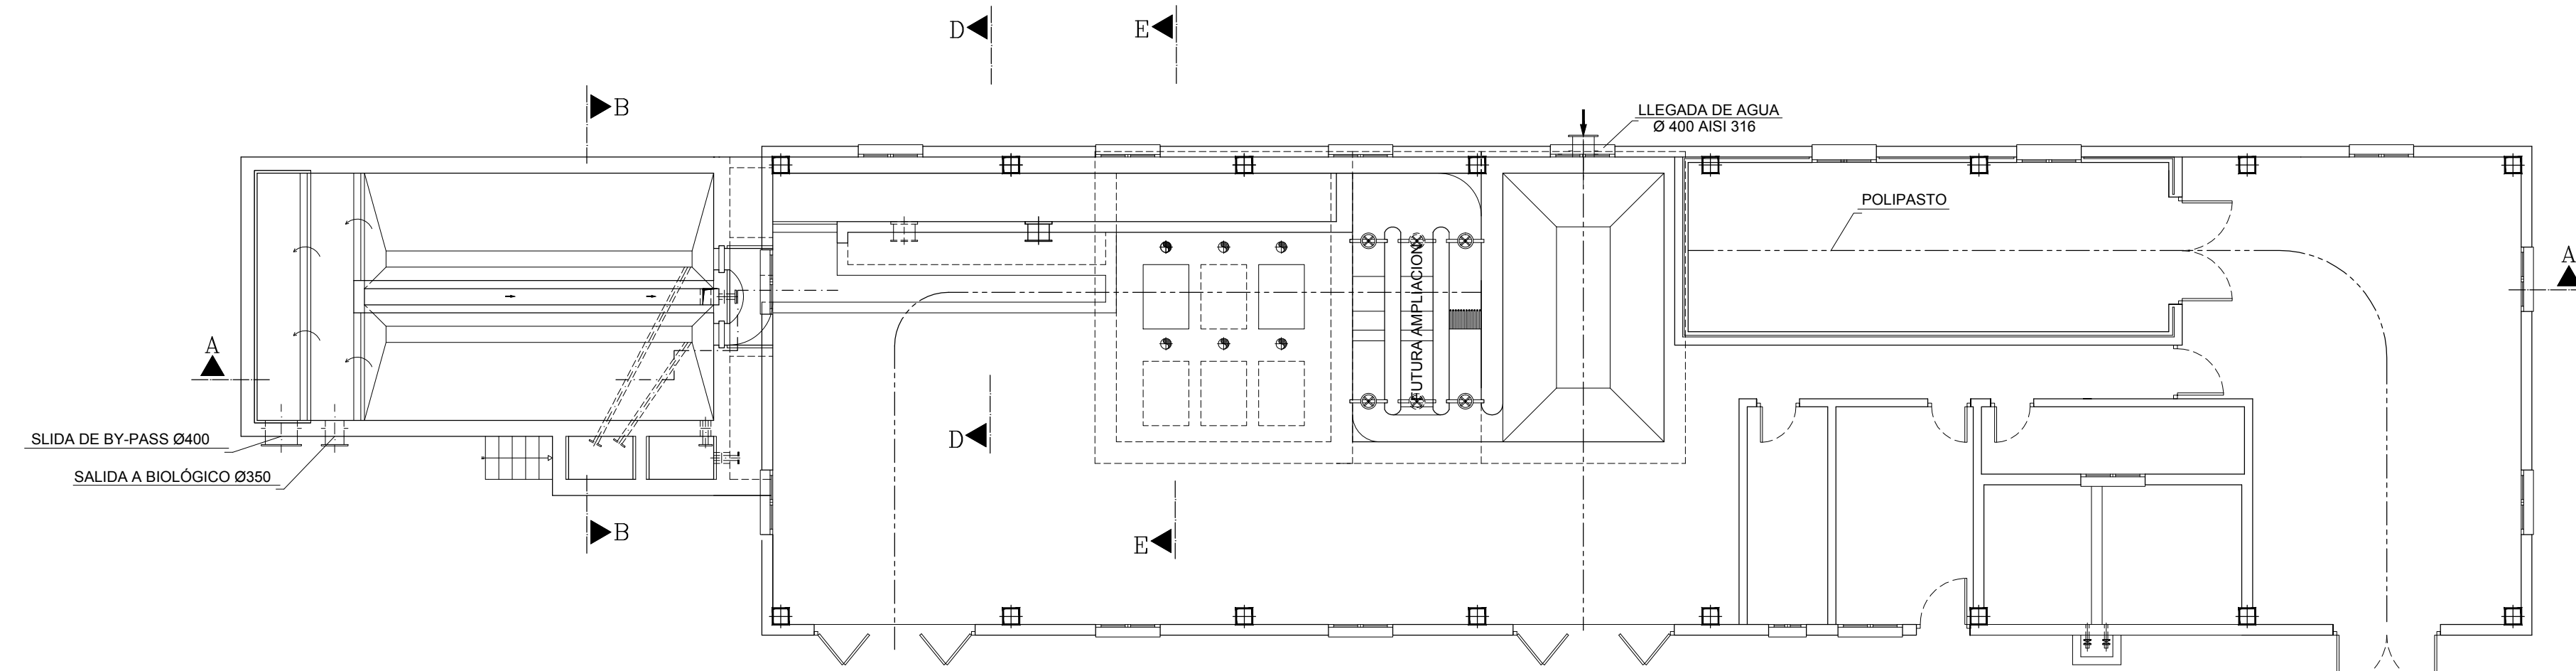 D
E
B
LLEGADA DE AGUA
Ø 400 AISI 316
POLIPASTO
FUTURA AMPLIACION
A
A
SLIDA DE BY-PASS Ø400
D
SALIDA A BIOLÓGICO Ø350
B
E